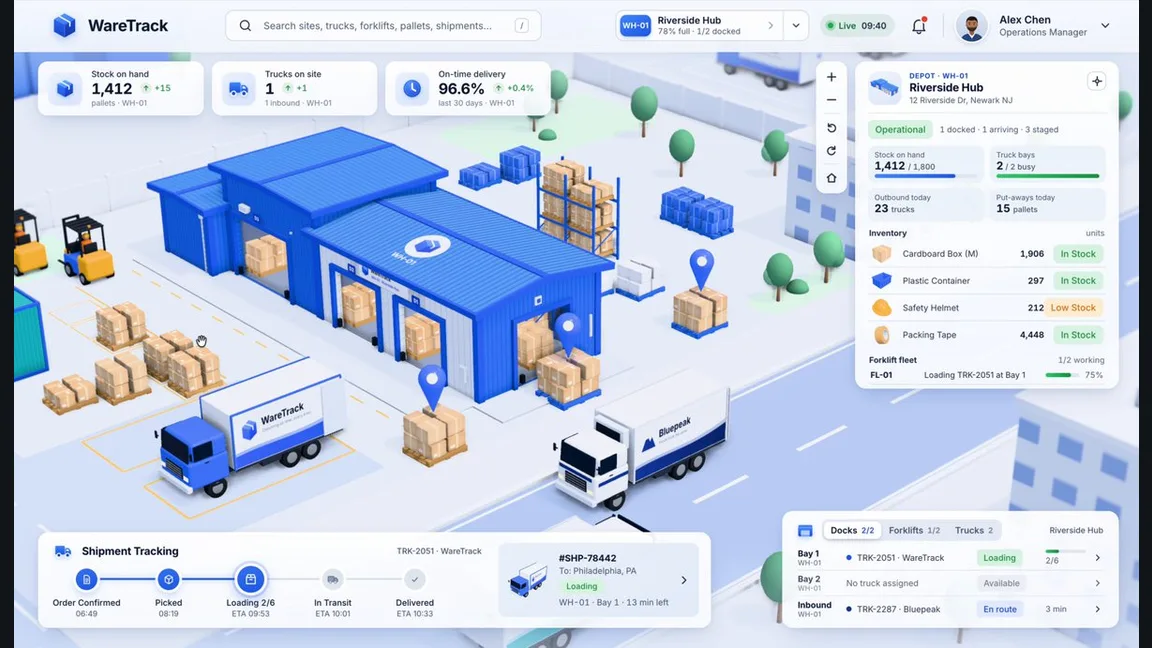 WareTrack
Search sites, trucks, forklifts, pallets, shipments... /
WH-01 Riverside Hub
78% full · 1/2 docked
Live 09:40
Alex Chen
Operations Manager
Stock on hand
1,412 +15
pallets · WH-01
Trucks on site
1 +1
1 inbound · WH-01
On-time delivery
96.6% +0.4%
last 30 days · WH-01
DEPOT · WH-01
Riverside Hub
12 Riverside Dr, Newark NJ
Operational 1 docked · 1 arriving · 3 staged
Stock on hand
1,412 / 1,800
Truck bays
2 / 2 busy
Outbound today
23 trucks
Put-aways today
15 pallets
Inventory units
Cardboard Box (M) 1,906 In Stock
Plastic Container 297 In Stock
Safety Helmet 212 Low Stock
Packing Tape 4,448 In Stock
Forklift fleet 1/2 working
FL-01 Loading TRK-2051 at Bay 1 75%
WH-01
WareTrack
Bluepeak
Shipment Tracking TRK-2051 · WareTrack
Order Confirmed
06:49
Picked
08:19
Loading 2/6
ETA 09:53
In Transit
ETA 10:01
Delivered
ETA 10:33
#SHP-78442
To: Philadelphia, PA
Loading
WH-01 · Bay 1 · 13 min left
Docks 2/2 Forklifts 1/2 Trucks 2 Riverside Hub
Bay 1
WH-01
TRK-2051 · WareTrack Loading 2/6
Bay 2
WH-01
No truck assigned Available
Inbound
WH-01
TRK-2287 · Bluepeak En route 3 min